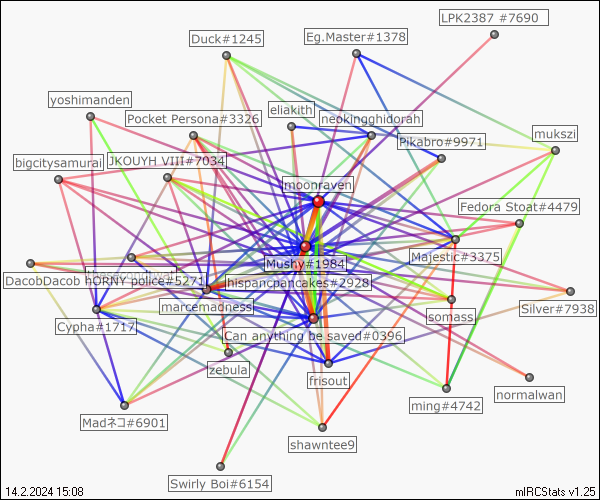 LPK2387 #7690
Duck#1245
Eg.Master#1378
yoshimanden
eliakith
Pocket Persona#3326
neokingghidorah
Pikabro#9971
mukszi
bigcitysamurai
JKOUYH VIII#7034
moonraven
Fedora Stoat#4479
Mushy#1984
Majestic#3375
DacobDacob hORNY police#5271
hispancpancakes#2928
marcemadness
Silver#7938
somass
Cypha#1717
Can anything be saved#0396
zebula
frisout
normalwan
ming#4742
Madネコ#6901
shawntee9
Swirly Boi#6154
14.2.2024 15:08
mIRCStats v1.25